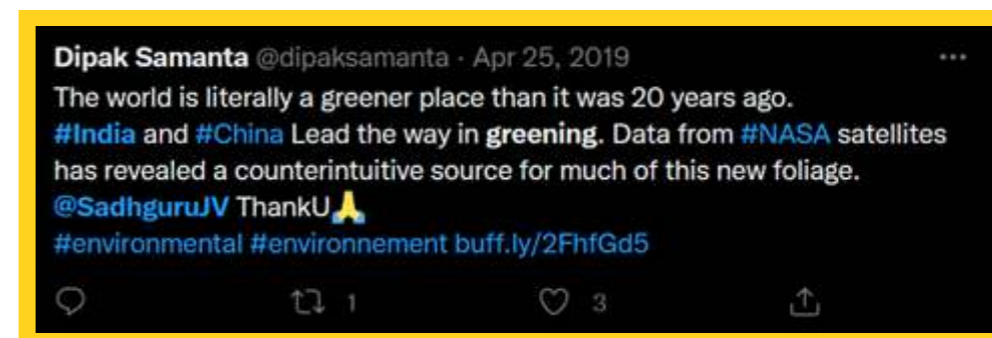 Dipak Samanta @dipaksamanta · Apr 25, 2019
The world is literally a greener place than it was 20 years ago.
#India and #China Lead the way in greening. Data from #NASA satellites
has revealed a counterintuitive source for much of this new foliage.
@SadhguruJV ThankU🙏
#environmental #environnement buff.ly/2FhfGd5
1 3